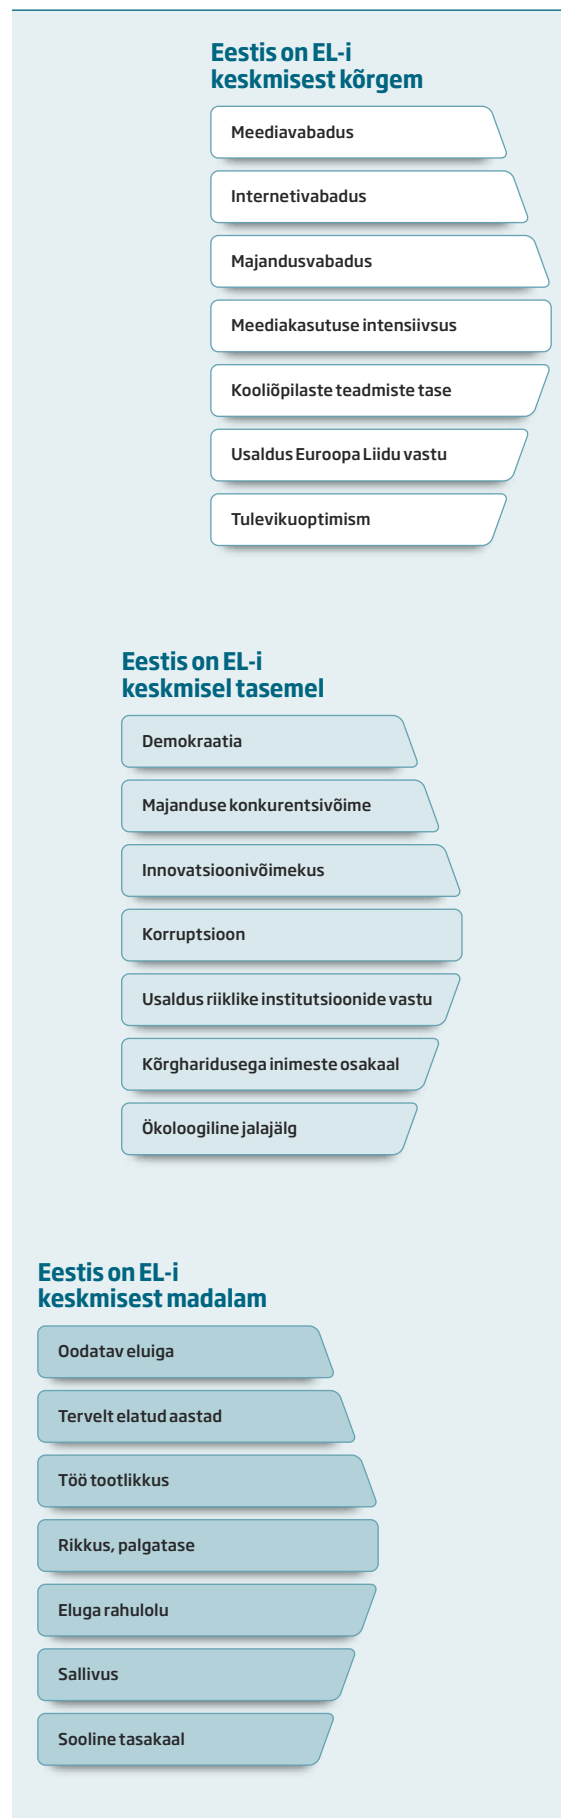 Eestis on EL-i
keskmisest kõrgem
Meediavabadus
Internetivabadus
Majandusvabadus
Meediakasutuse intensiivsus
Kooliõpilaste teadmiste tase
Usaldus Euroopa Liidu vastu
Tulevikuoptimism
Eestis on EL-i
keskmisel tasemel
Demokraatia
Majanduse konkurentsivõime
Innovatsioonivõimekus
Korruptsioon
Usaldus riiklike institutsioonide vastu
Kõrgharidusega inimeste osakaal
Ökoloogiline jalajälg
Eestis on EL-i
keskmisest madalam
Oodatav eluiga
Tervelt elatud aastad
Töö tootlikkus
Rikkus, palgatase
Eluga rahulolu
Sallivus
Sooline tasakaal